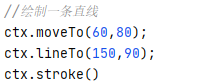 //绘制一条直线
ctx.moveTo(60,80);
ctx.lineTo(150,90);
ctx.stroke()